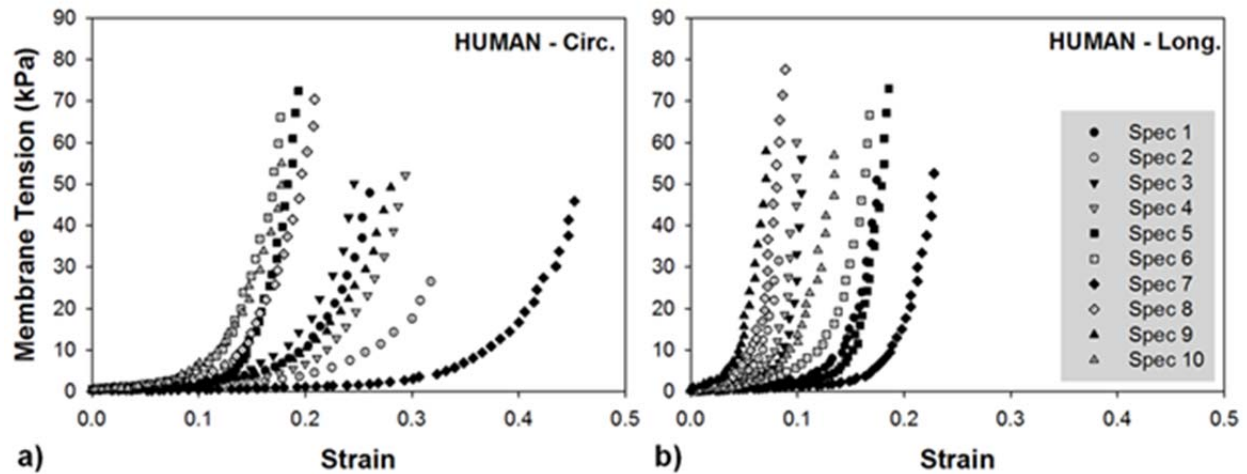 HUMAN - Circ.
Membrane Tension (kPa)
90
80
70
60
50
40
30
20
10
0
0.0 0.1 0.2 0.3 0.4 0.5
a)
Strain
HUMAN - Long.
90
80
70
60
50
40
30
20
10
0
Spec 1
Spec 2
Spec 3
Spec 4
Spec 5
Spec 6
Spec 7
Spec 8
Spec 9
Spec 10
0.0 0.1 0.2 0.3 0.4 0.5
b)
Strain